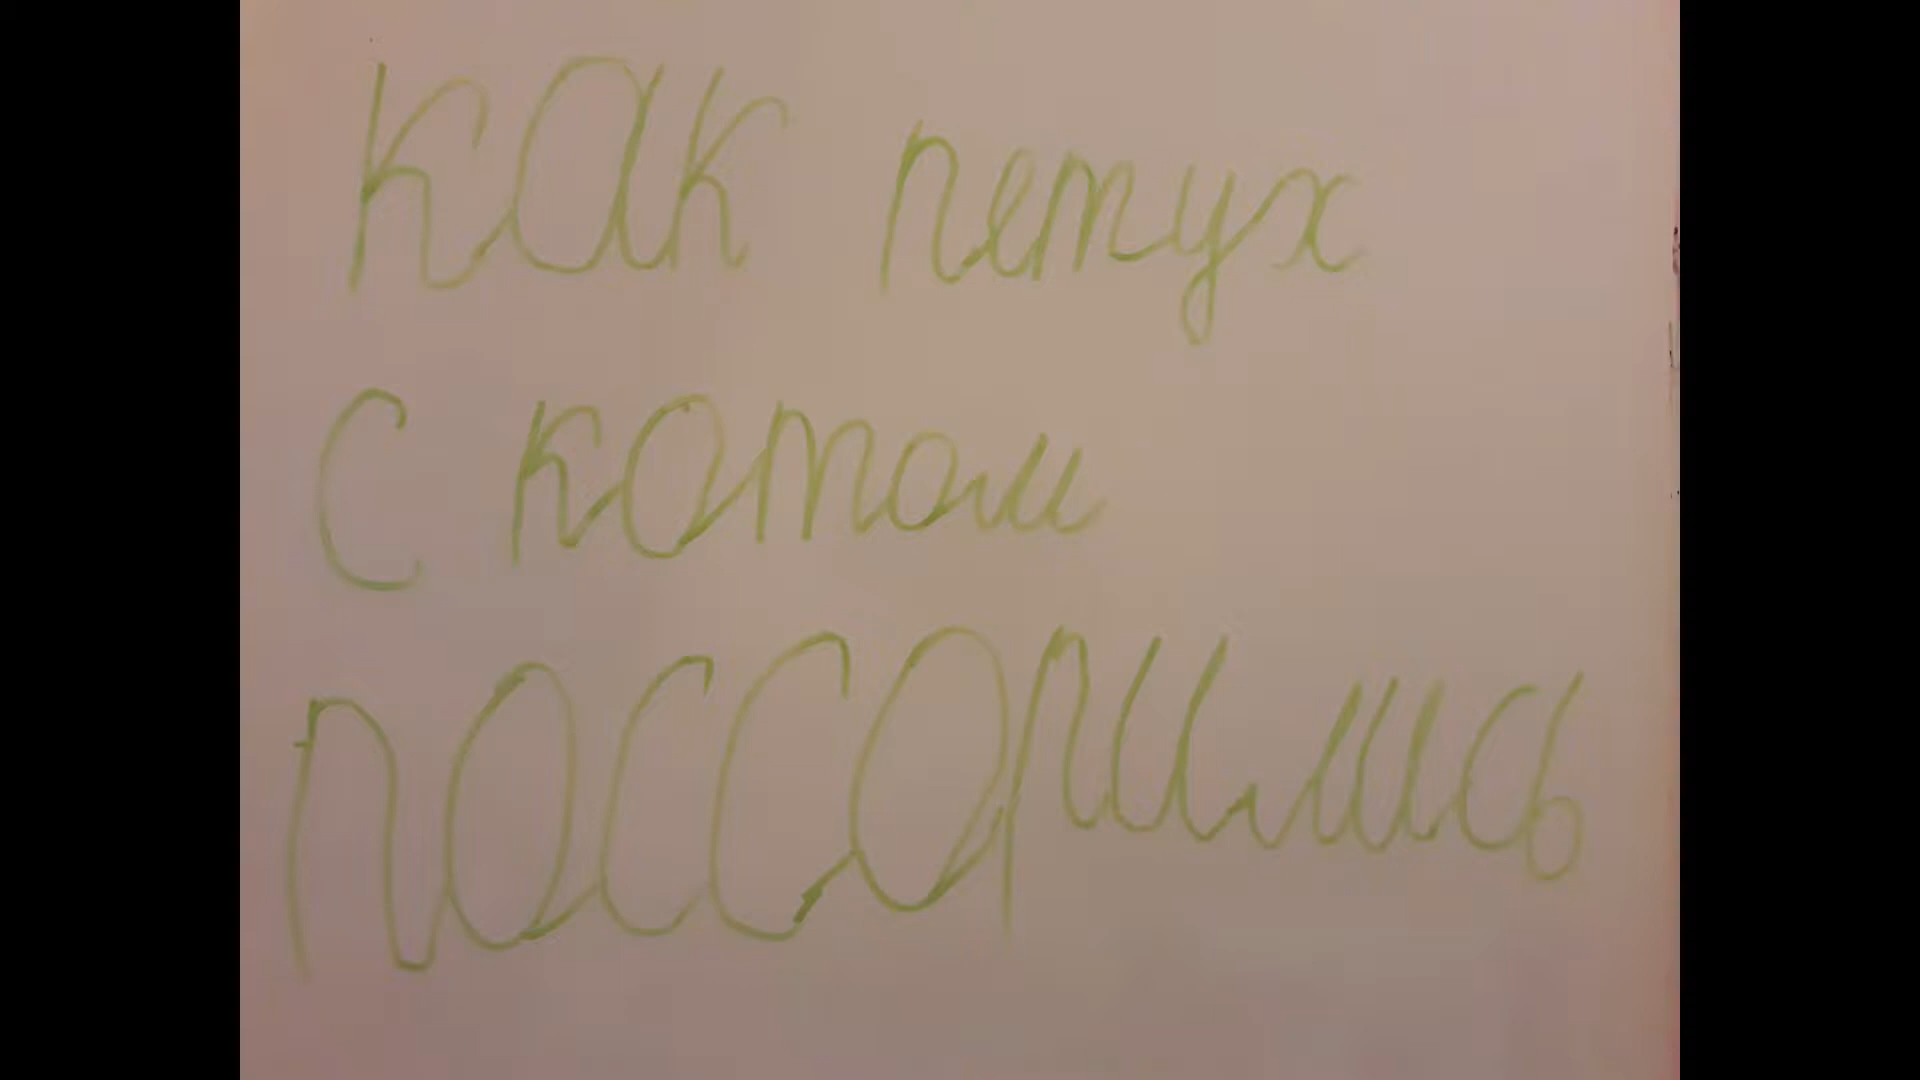 как петух
с котом
поссорились